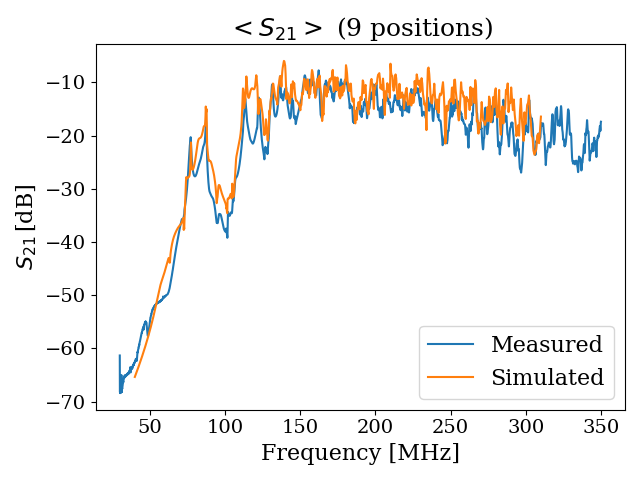 < S₂₁ > (9 positions)
−10
−20
−30
−40
−50
−60
−70
S₂₁ [dB]
Measured
Simulated
50 100 150 200 250 300 350
Frequency [MHz]